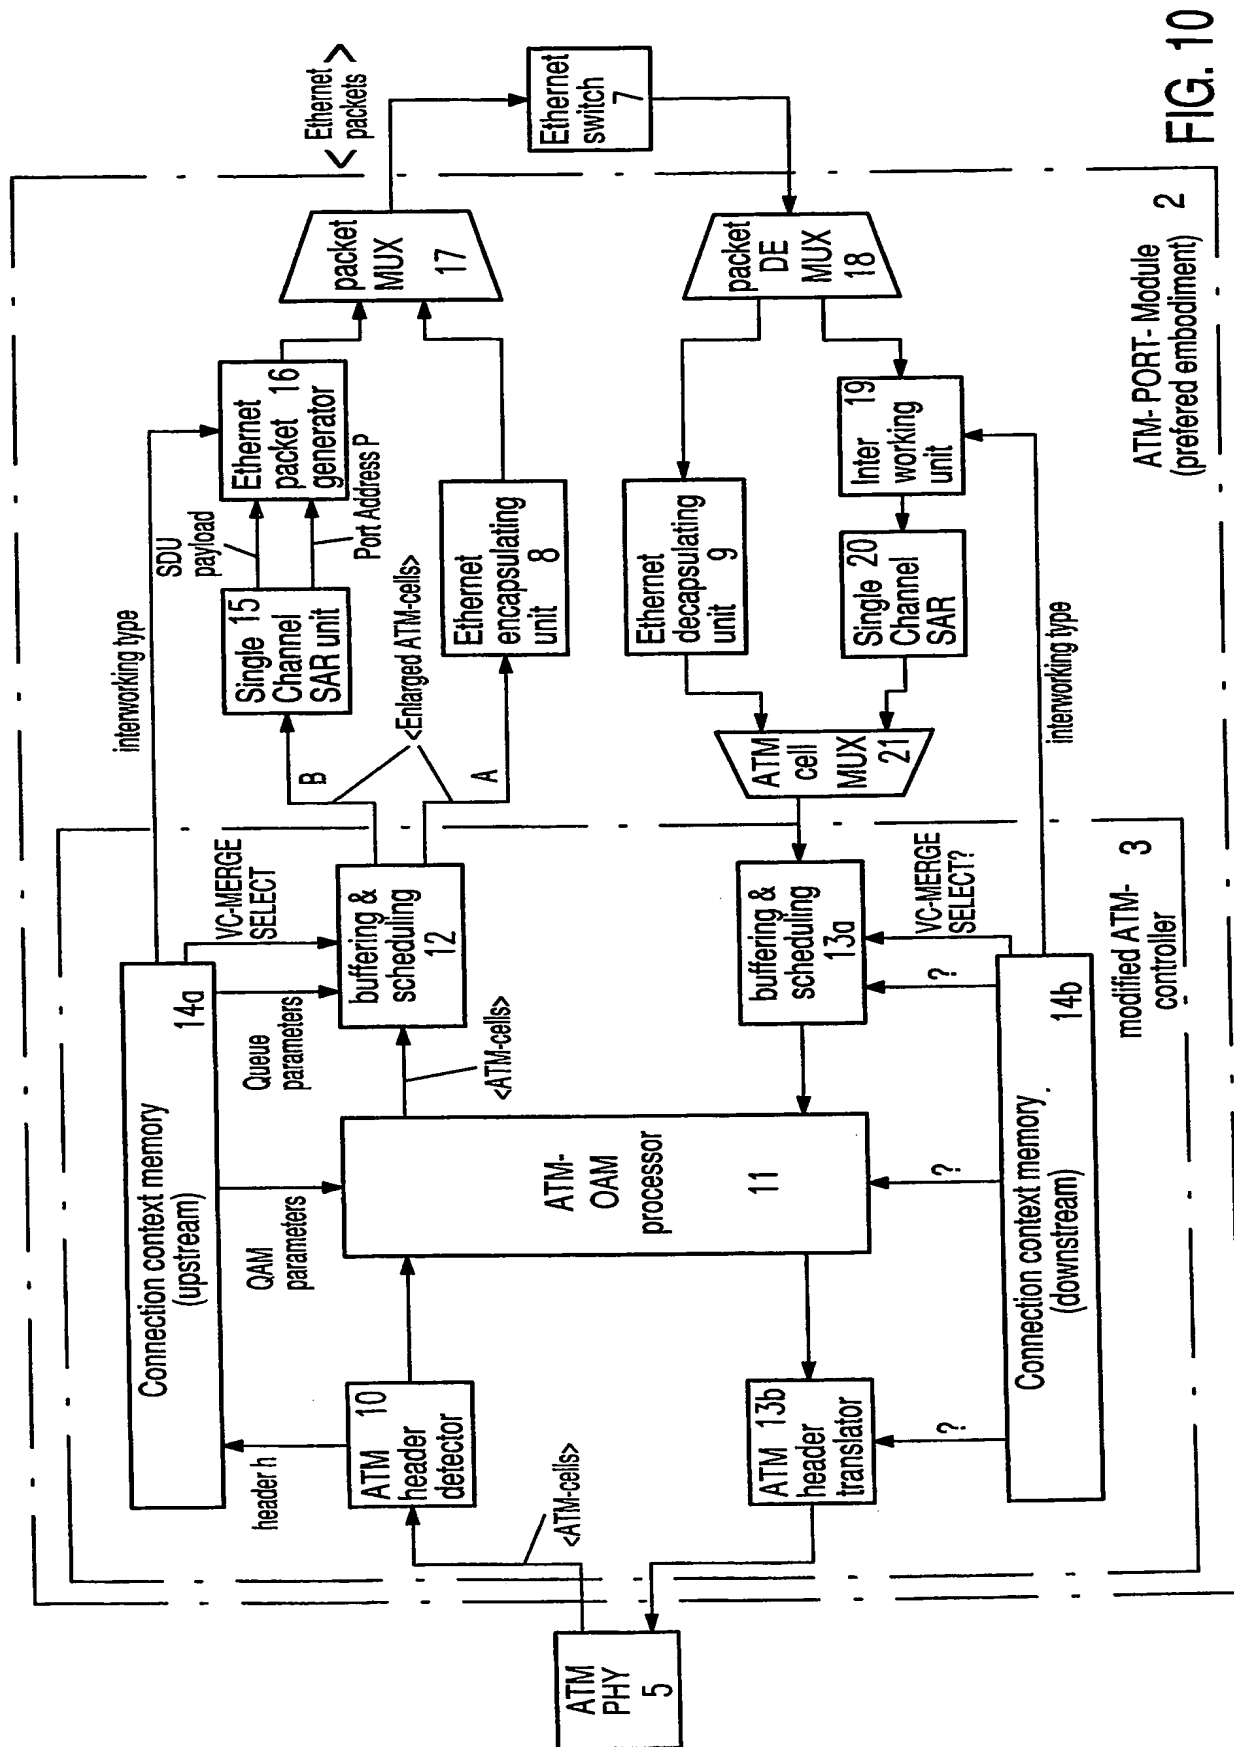 < Ethernet >
packets
Ethernet
switch
7
FIG. 10
packet
MUX
17
packet
DE
MUX
18
ATM- PORT- Module
(prefered embodiment)
2
interworking type
SDU
payload
Ethernet
packet 16
generator
Port Address P
Single 15
Channel
SAR unit
B
<Enlarged ATM-cells>
A
Ethernet
encapsulating
unit 8
Ethernet
decapsulating
unit 9
Inter 19
working
unit
Single 20
Channel
SAR
ATM
cell
MUX
21
interworking type
Connection context memory
(upstream)
14a
VC-MERGE
SELECT
Queue
parameters
buffering &
scheduling
12
<ATM-cells>
QAM
parameters
ATM-
OAM
processor
11
buffering &
scheduling
13a
VC-MERGE
SELECT?
?
?
?
modified ATM- 3
controller
header h
ATM 10
header
detector
<ATM-cells>
ATM 13b
header
translator
Connection context memory
(downstream)
14b
ATM
PHY
5